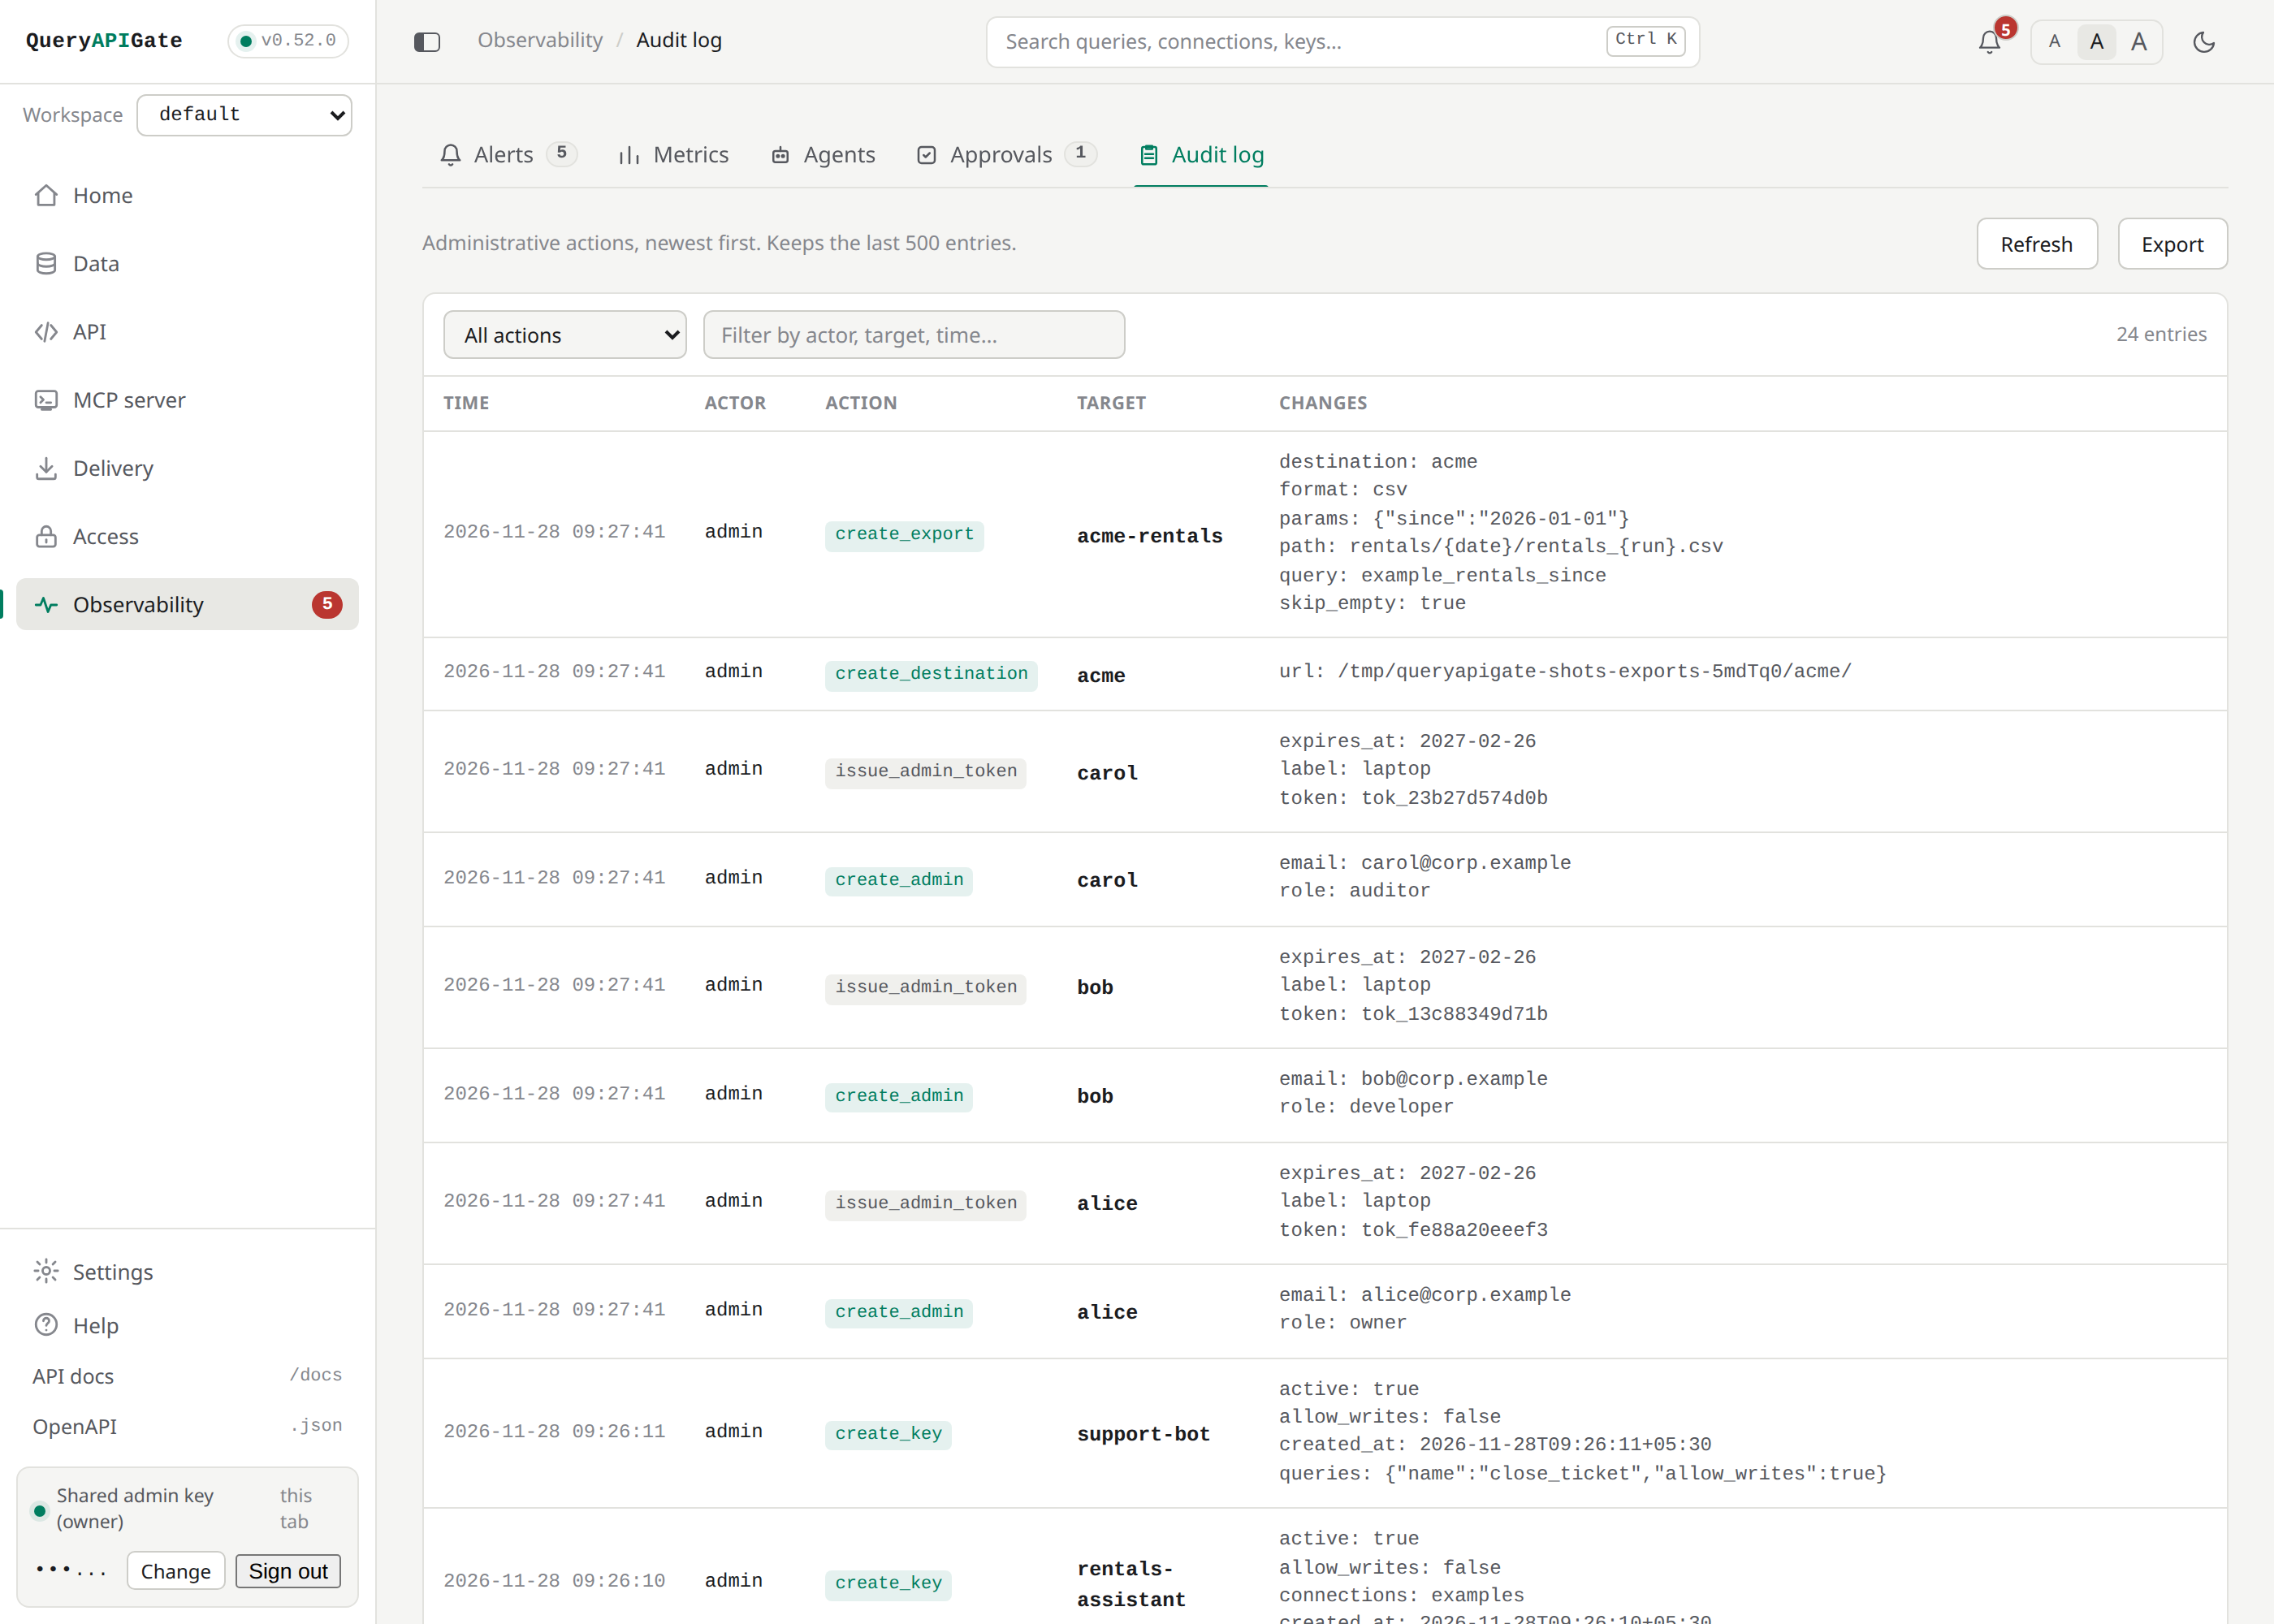 QueryAPIGate
v0.52.0
Observability / Audit log
Search queries, connections, keys...
Ctrl K
5
A A A
Workspace
default
Home
Data
API
MCP server
Delivery
Access
Observability
5
Settings
Help
API docs
/docs
OpenAPI
.json
Shared admin key (owner)
this tab
•••...
Change
Sign out
Alerts 5
Metrics
Agents
Approvals 1
Audit log
Administrative actions, newest first. Keeps the last 500 entries.
Refresh
Export
All actions
Filter by actor, target, time...
24 entries
TIME ACTOR ACTION TARGET CHANGES
2026-11-28 09:27:41 admin create_export acme-rentals
destination: acme
format: csv
params: {"since":"2026-01-01"}
path: rentals/{date}/rentals_{run}.csv
query: example_rentals_since
skip_empty: true
2026-11-28 09:27:41 admin create_destination acme
url: /tmp/queryapigate-shots-exports-5mdTq0/acme/
2026-11-28 09:27:41 admin issue_admin_token carol
expires_at: 2027-02-26
label: laptop
token: tok_23b27d574d0b
2026-11-28 09:27:41 admin create_admin carol
email: carol@corp.example
role: auditor
2026-11-28 09:27:41 admin issue_admin_token bob
expires_at: 2027-02-26
label: laptop
token: tok_13c88349d71b
2026-11-28 09:27:41 admin create_admin bob
email: bob@corp.example
role: developer
2026-11-28 09:27:41 admin issue_admin_token alice
expires_at: 2027-02-26
label: laptop
token: tok_fe88a20eeef3
2026-11-28 09:27:41 admin create_admin alice
email: alice@corp.example
role: owner
2026-11-28 09:26:11 admin create_key support-bot
active: true
allow_writes: false
created_at: 2026-11-28T09:26:11+05:30
queries: {"name":"close_ticket","allow_writes":true}
2026-11-28 09:26:10 admin create_key rentals-assistant
active: true
allow_writes: false
connections: examples
created_at: 2026-11-28T09:26:10+05:30